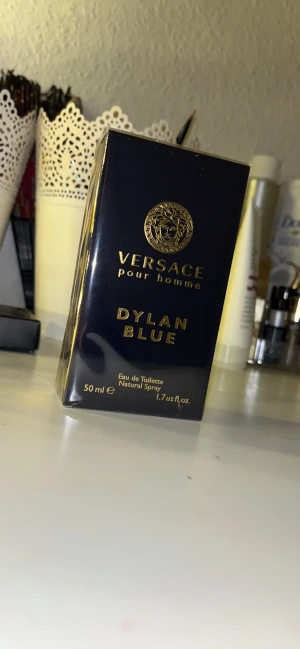 VERSACE
pour homme
DYLAN
BLUE
Eau de Toilette
Natural Spray
50 ml e 1.7 us fl.oz.